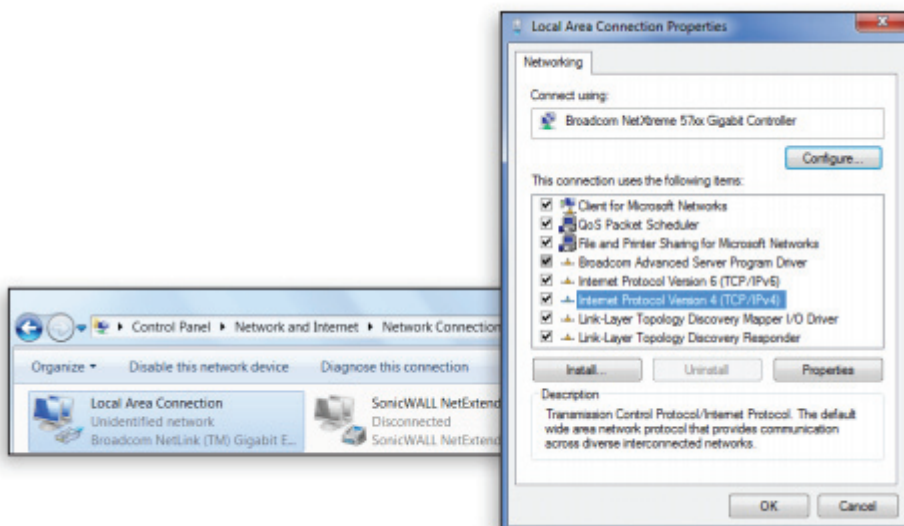 Local Area Connection Properties
Networking
Connect using:
Broadcom NetXtreme 57xx Gigabit Controller
Configure...
This connection uses the following items:
Client for Microsoft Networks
QoS Packet Scheduler
File and Printer Sharing for Microsoft Networks
Broadcom Advanced Server Program Driver
Internet Protocol Version 6 (TCP/IPv6)
Internet Protocol Version 4 (TCP/IPv4)
Link-Layer Topology Discovery Mapper I/O Driver
Link-Layer Topology Discovery Responder
Install...
Uninstall
Properties
Description
Transmission Control Protocol/Internet Protocol. The default
wide area network protocol that provides communication
across diverse interconnected networks.
OK
Cancel
Control Panel
Network and Internet
Network Connection
Organize
Disable this network device
Diagnose this connection
Local Area Connection
Unidentified network
Broadcom NetLink (TM) Gigabit E...
SonicWALL NetExtend
Disconnected
SonicWALL NetExtend